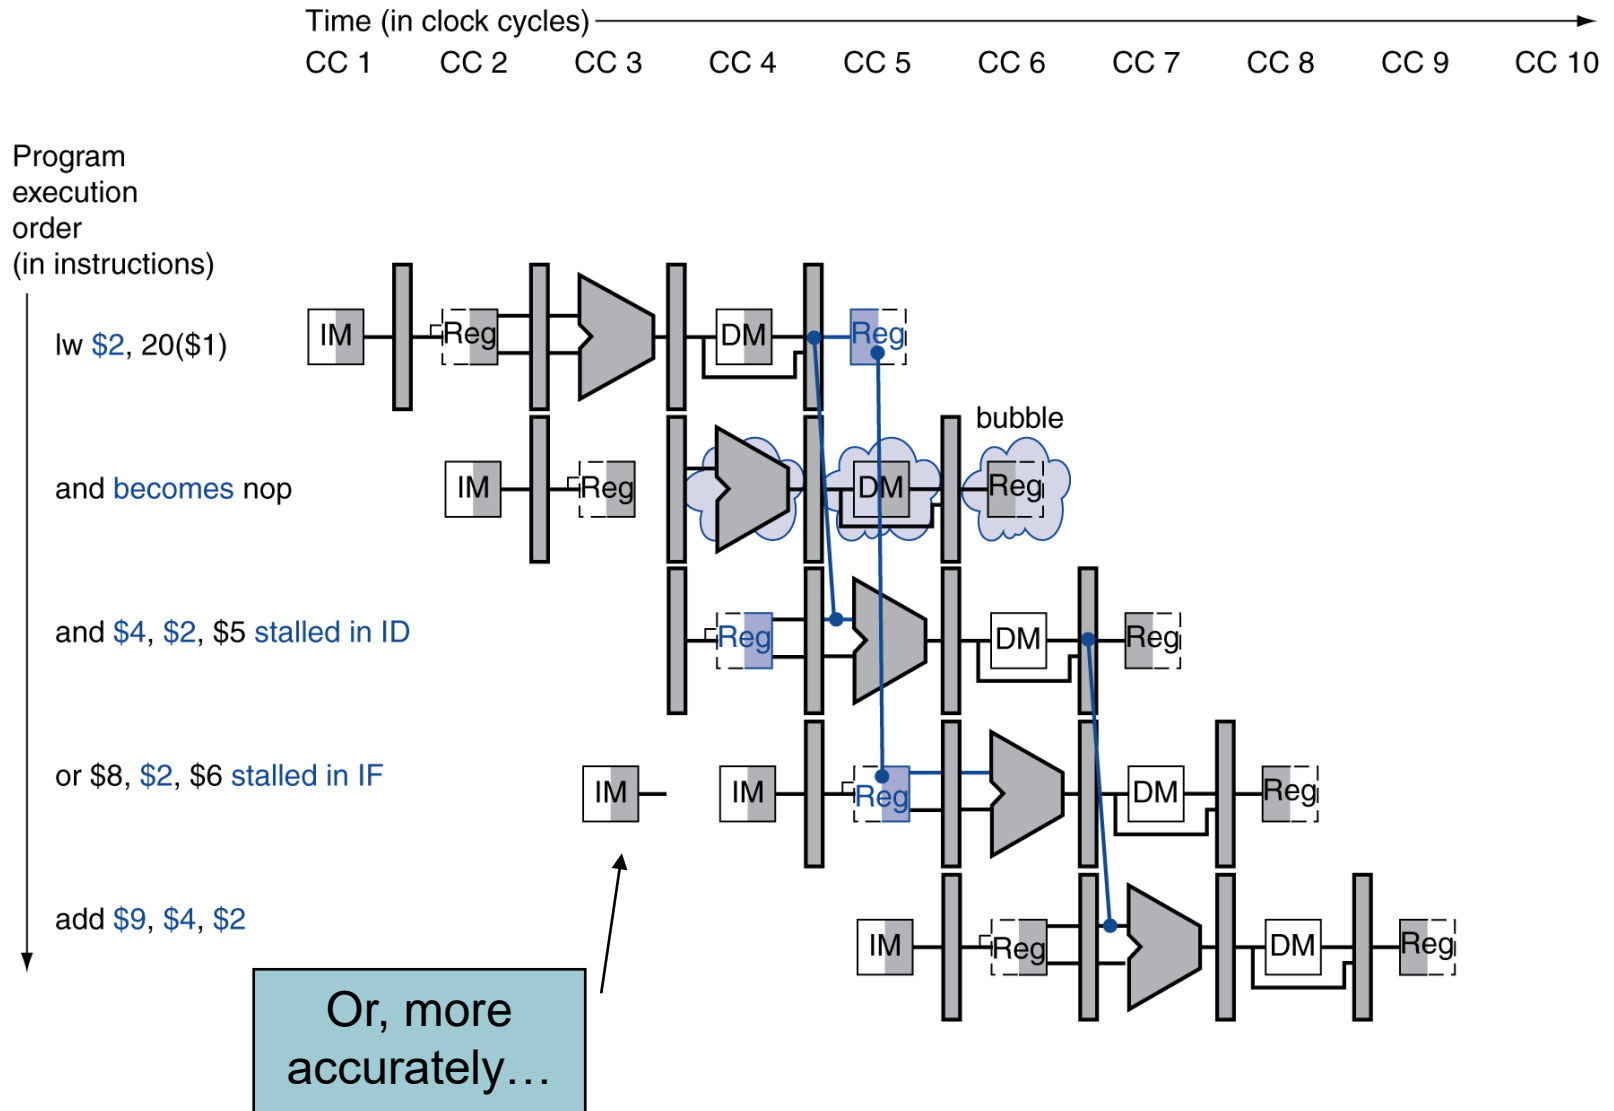 Time (in clock cycles)
CC 1 CC 2 CC 3 CC 4 CC 5 CC 6 CC 7 CC 8 CC 9 CC 10
Program
execution
order
(in instructions)
lw $2, 20($1) IM Reg DM Reg
bubble
and becomes nop IM Reg DM Reg
and $4, $2, $5 stalled in ID Reg DM Reg
or $8, $2, $6 stalled in IF IM IM Reg DM Reg
add $9, $4, $2 IM Reg DM Reg
Or, more
accurately…